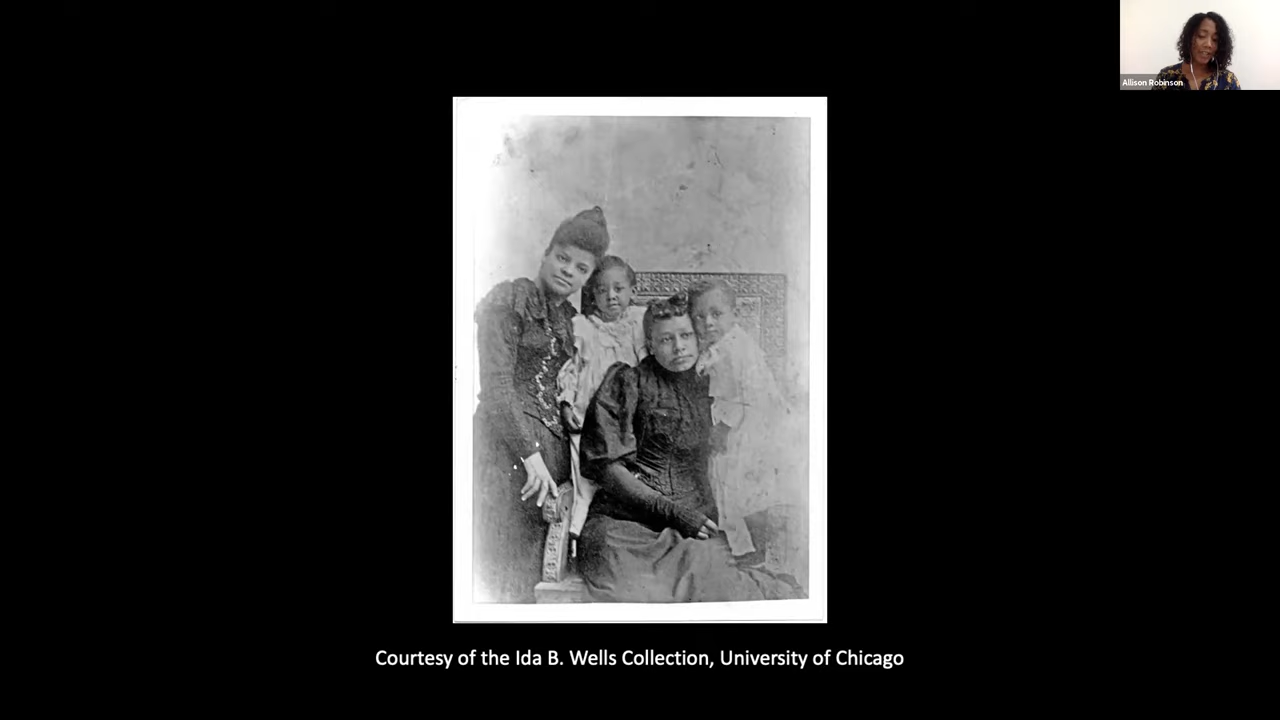 Allison Robinson
Courtesy of the Ida B. Wells Collection, University of Chicago